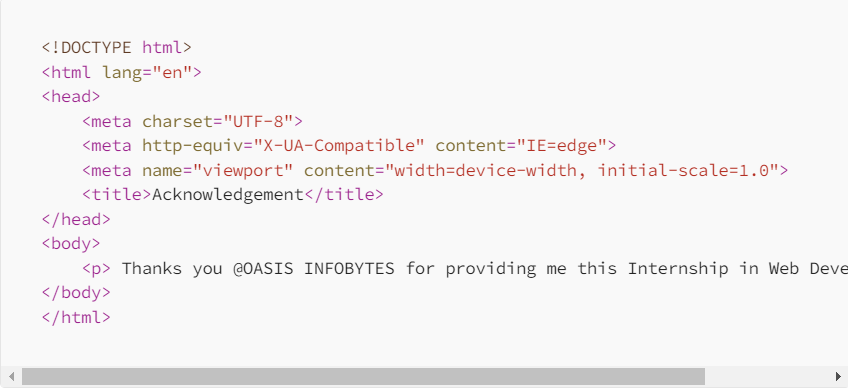 <!DOCTYPE html>
<html lang="en">
<head>
    <meta charset="UTF-8">
    <meta http-equiv="X-UA-Compatible" content="IE=edge">
    <meta name="viewport" content="width=device-width, initial-scale=1.0">
    <title>Acknowledgement</title>
</head>
<body>
    <p> Thanks you @OASIS INFOBYTES for providing me this Internship in Web Deve
</body>
</html>